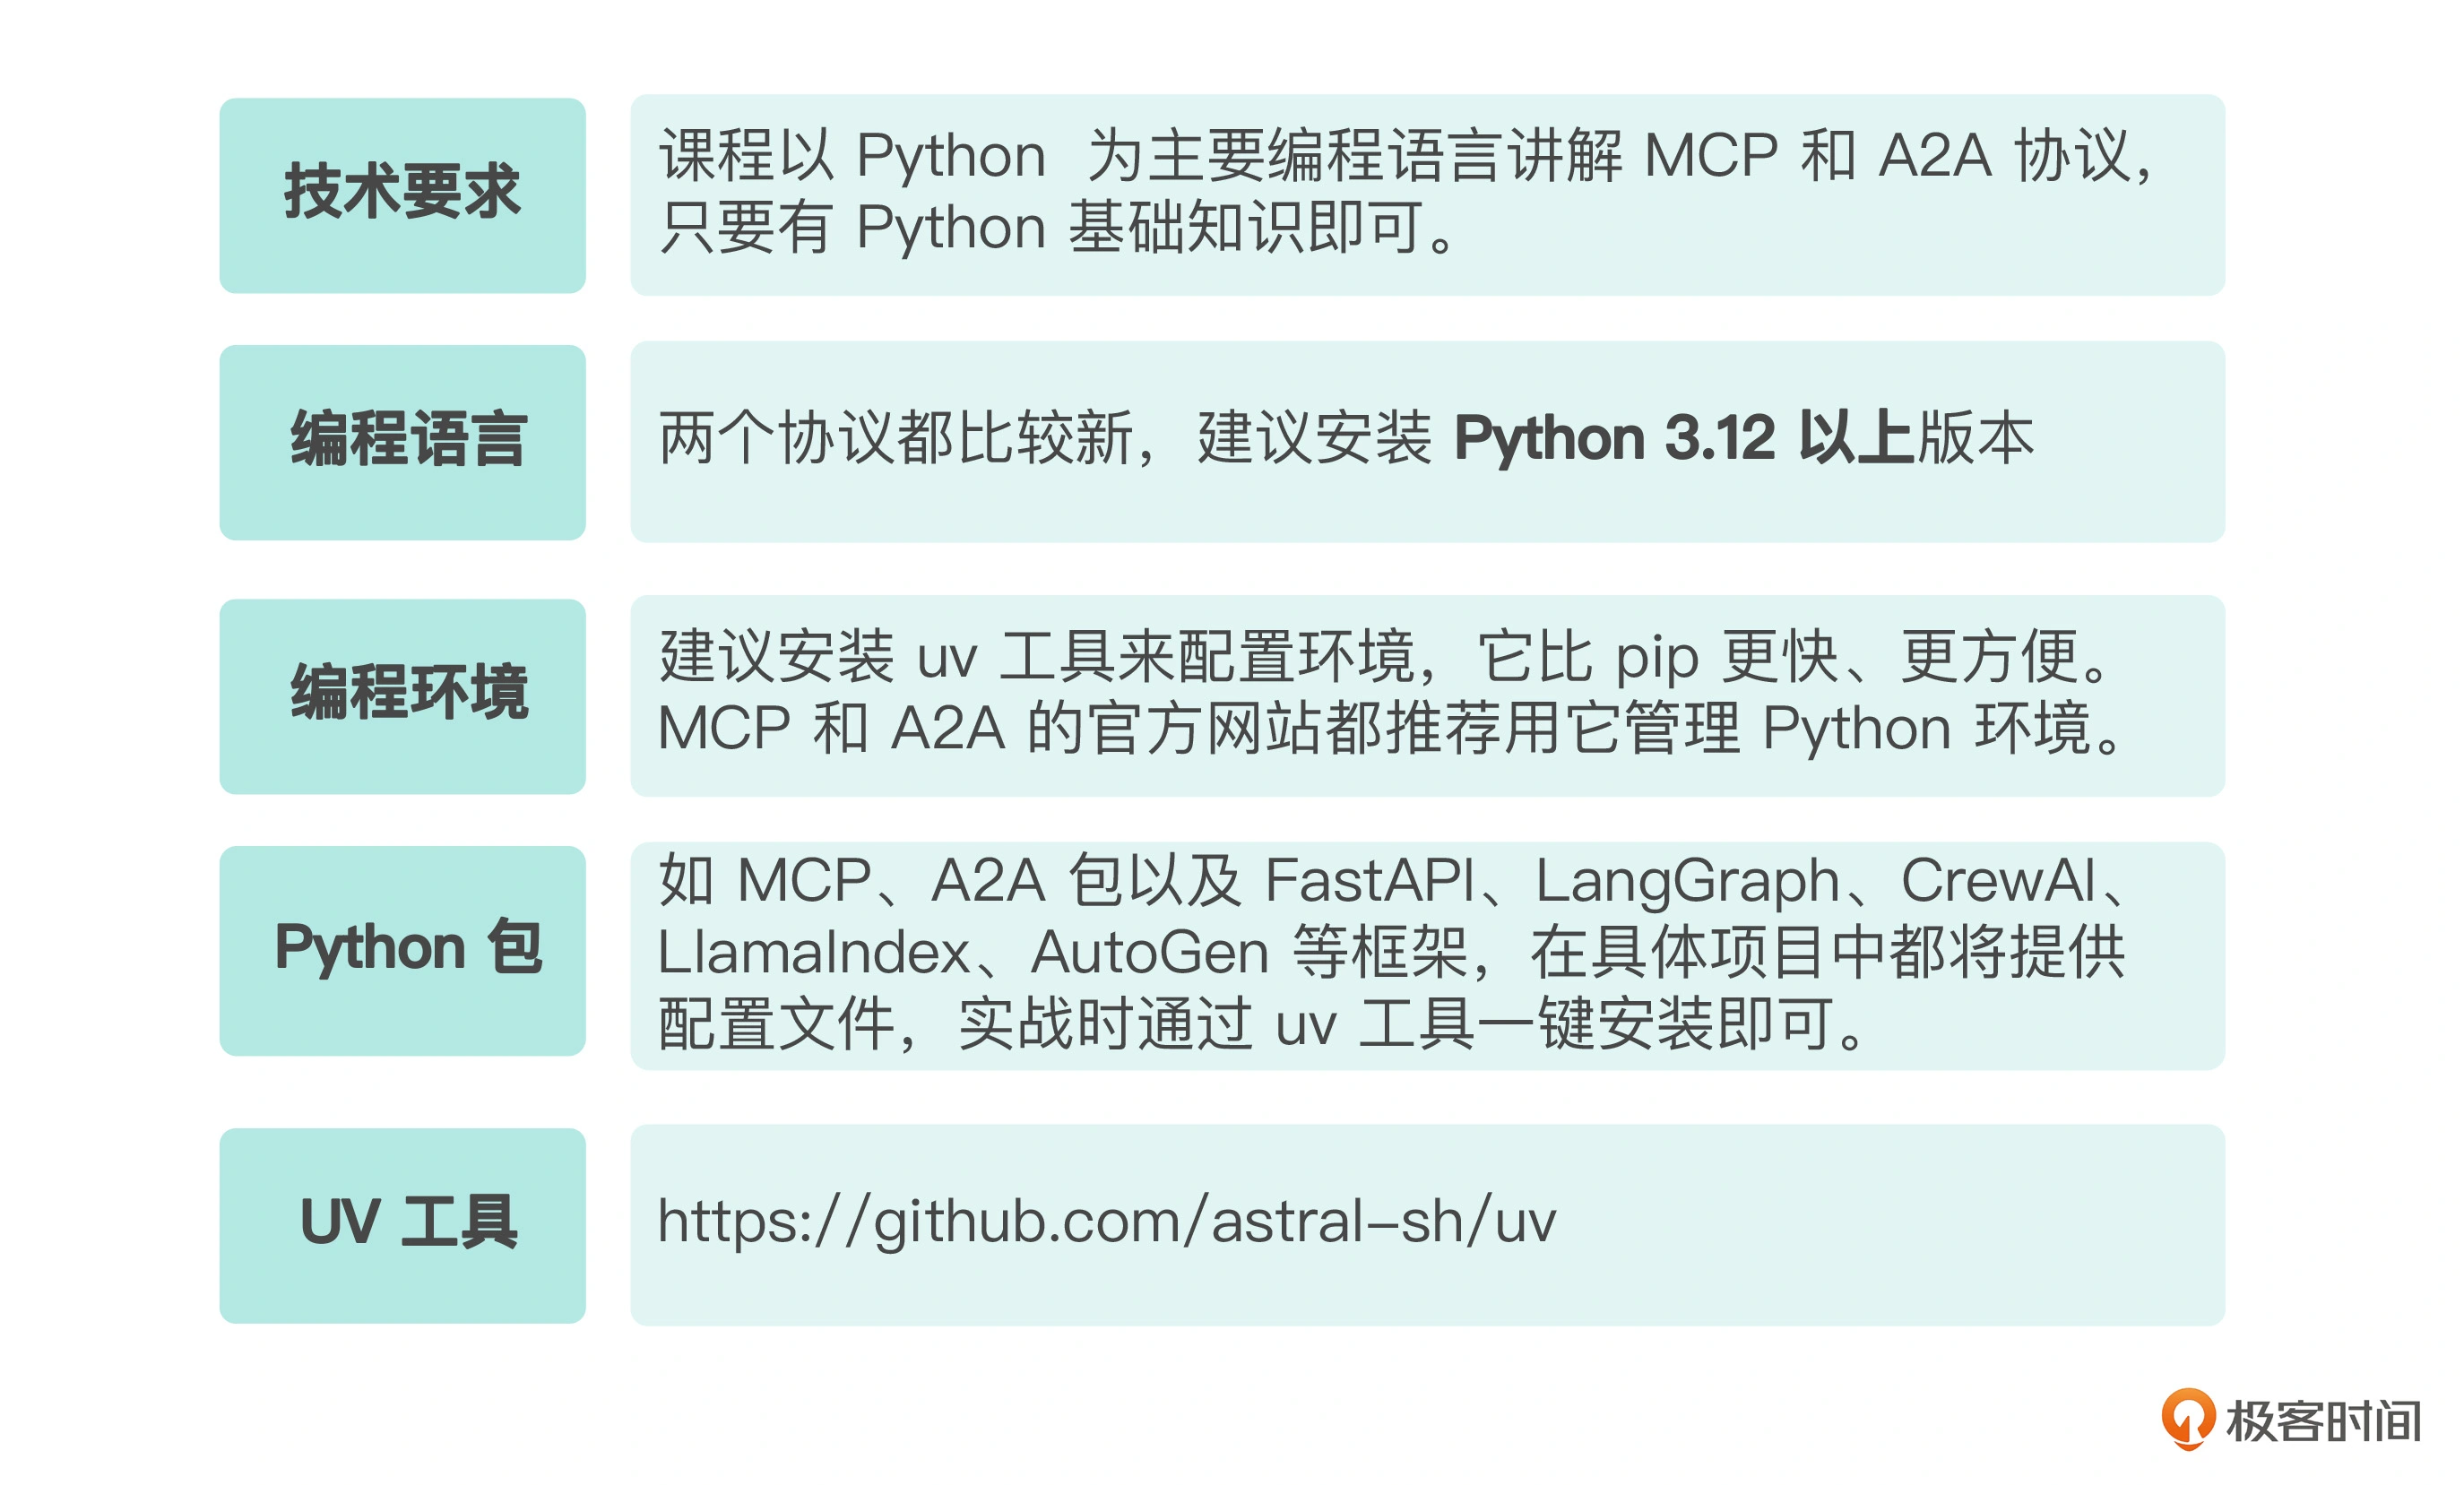 技术要求
课程以 Python 为主要编程语言讲解 MCP 和 A2A 协议，
只要有 Python 基础知识即可。
编程语言
两个协议都比较新，建议安装 Python 3.12 以上版本
编程环境
建议安装 uv 工具来配置环境，它比 pip 更快、更方便。
MCP 和 A2A 的官方网站都推荐用它管理 Python 环境。
Python 包
如 MCP、A2A 包以及 FastAPI、LangGraph、CrewAI、
LlamaIndex、AutoGen 等框架，在具体项目中都将提供
配置文件，实战时通过 uv 工具一键安装即可。
UV 工具
https://github.com/astral-sh/uv
极客时间